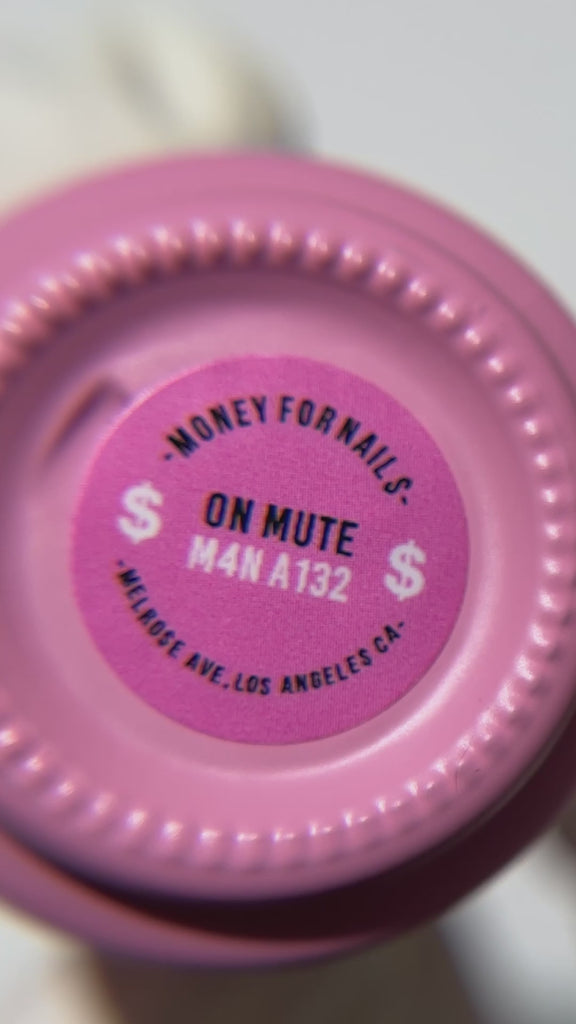 -MONEY FOR NAILS-
$ $
ON MUTE
M4N A132
-MELROSE AVE, LOS ANGELES CA-